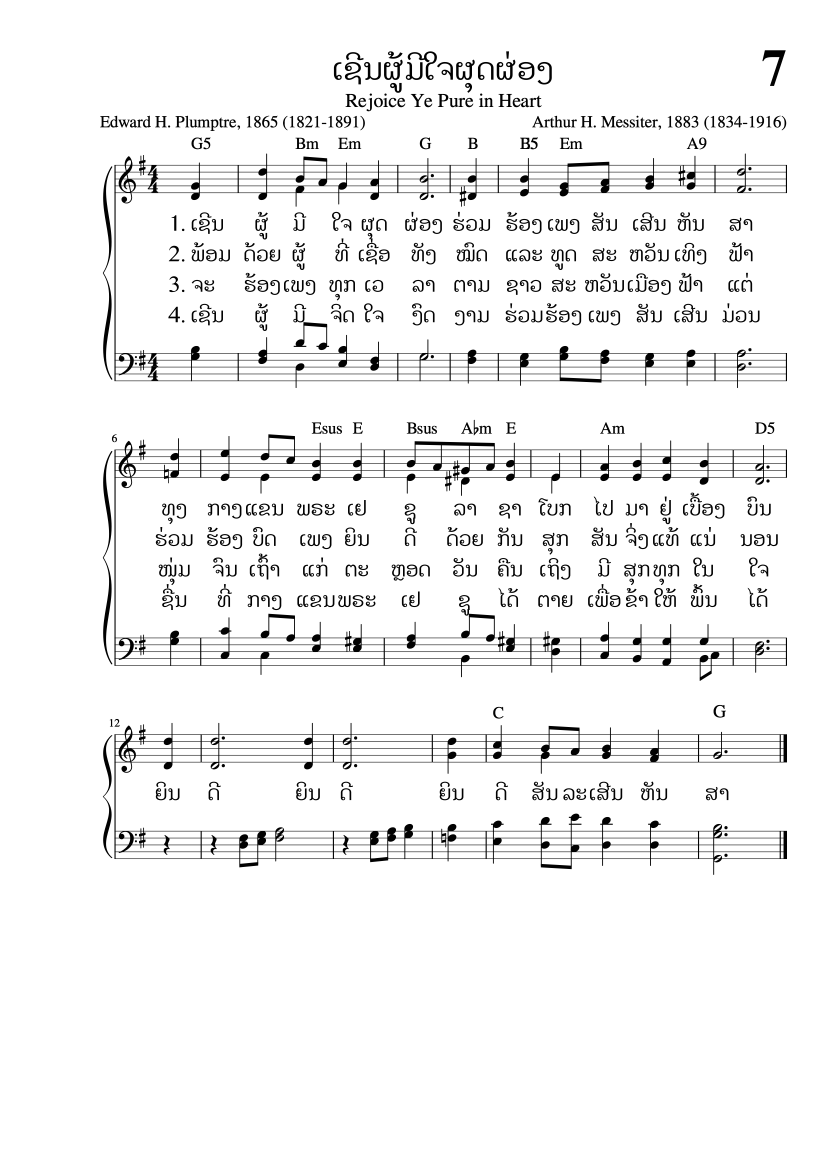 7
ເຊີນຜູ້ມີໃຈຜຸດຜ່ອງ
Rejoice Ye Pure in Heart
Edward H. Plumptre, 1865 (1821-1891) Arthur H. Messiter, 1883 (1834-1916)
G5 Bm Em G B B5 Em A9
1. ເຊີນ ຜູ້ ມີ ໃຈ ຜຸດ ຜ່ອງ ຮ່ວມ ຮ້ອງ ເພງ ສັນ ເສີນ ຫັນ ສາ
2. ພ້ອມ ດ້ວຍ ຜູ້ ທີ່ ເຊື່ອ ທັງ ໝົດ ແລະ ທູດ ສະ ຫວັນ ເທິງ ຟ້າ
3. ຈະ ຮ້ອງ ເພງ ທຸກ ເວ ລາ ຕາມ ຊາວ ສະ ຫວັນ ເມືອງ ຟ້າ ແຕ່
4. ເຊີນ ຜູ້ ມີ ຈິດ ໃຈ ງົດ ງາມ ຮ່ວມ ຮ້ອງ ເພງ ສັນ ເສີນ ມ່ວນ
6 Esus E Bsus A♭m E Am D5
ທຸງ ກາງ ແຂນ ພຣະ ເຢ ຊູ ລາ ຊາ ໂບກ ໄປ ມາ ຢູ່ ເບື້ອງ ບົນ
ຮ່ວມ ຮ້ອງ ບົດ ເພງ ຍິນ ດີ ດ້ວຍ ກັນ ສຸກ ສັນ ຈິ່ງ ແທ້ ແນ່ ນອນ
ໜຸ່ມ ຈົນ ເຖົ້າ ແກ່ ຕະ ຫຼອດ ວັນ ຄືນ ເຖິງ ມີ ສຸກ ທຸກ ໃນ ໃຈ
ຊື່ນ ທີ່ ກາງ ແຂນ ພຣະ ເຢ ຊູ ໄດ້ ຕາຍ ເພື່ອ ຂ້າ ໃຫ້ ພົ້ນ ໄດ້
12 C G
ຍິນ ດີ ຍິນ ດີ ຍິນ ດີ ສັນ ລະ ເສີນ ຫັນ ສາ